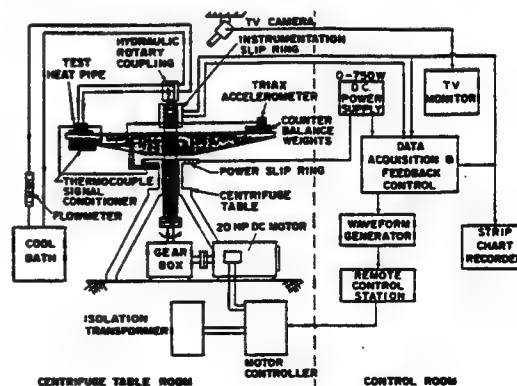 TV CAMERA
HYDRAULIC
ROTARY
COUPLING
INSTRUMENTATION
SLIP RING
TEST
HEAT PIPE
TRIAX
ACCELEROMETER
0-750W
D.C.
POWER
SUPPLY
TV
MONITOR
COUNTER
BALANCE
WEIGHTS
DATA
ACQUISITION &
FEEDBACK
CONTROL
THERMOCOUPLE
SIGNAL
CONDITIONER
POWER SLIP RING
FLOWMETER
CENTRIFUGE
TABLE
20 HP DC MOTOR
COOL
BATH
GEAR
BOX
WAVEFORM
GENERATOR
STRIP
CHART
RECORDER
REMOTE
CONTROL
STATION
ISOLATION
TRANSFORMER
MOTOR
CONTROLLER
CENTRIFUGE TABLE ROOM
CONTROL ROOM